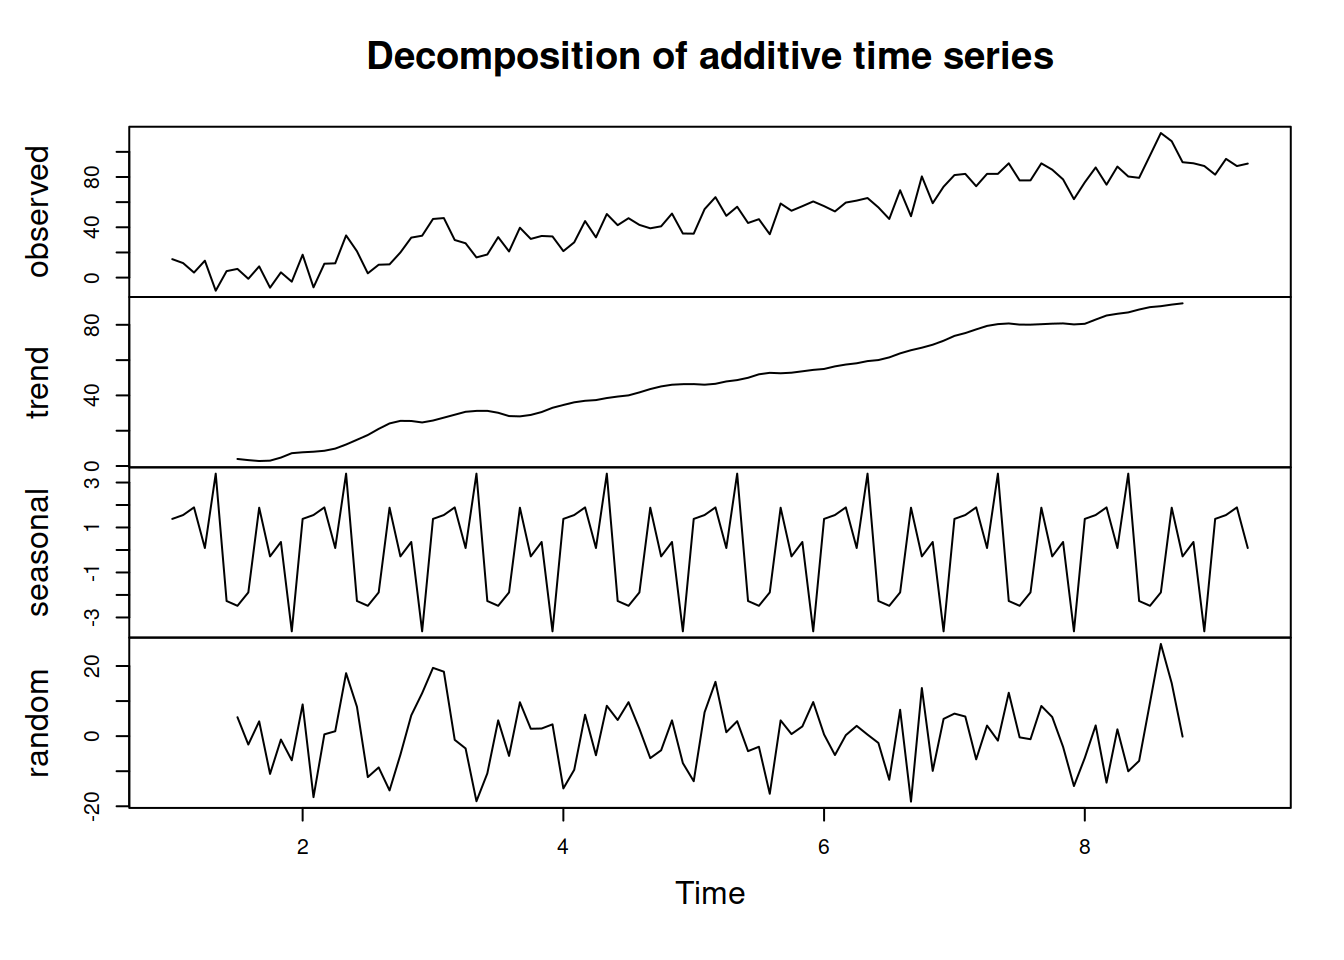 Decomposition of additive time series
observed
0 40 80
trend
0 40 80
seasonal
-3 -1 1 3
random
-20 0 20
2 4 6 8
Time